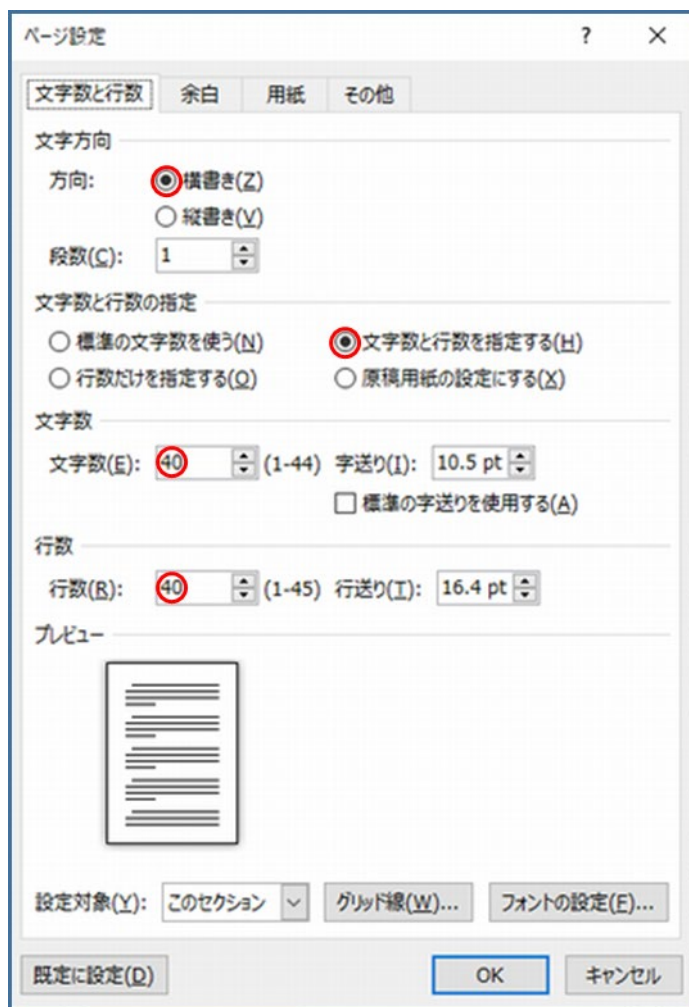 ページ設定 ? ×
文字数と行数 余白 用紙 その他
文字方向
方向: 横書き(Z)
縦書き(V)
段数(C): 1
文字数と行数の指定
標準の文字数を使う(N) 文字数と行数を指定する(H)
行数だけを指定する(O) 原稿用紙の設定にする(X)
文字数
文字数(E): 40 (1-44) 字送り(I): 10.5 pt
標準の字送りを使用する(A)
行数
行数(R): 40 (1-45) 行送り(T): 16.4 pt
プレビュー
設定対象(Y): このセクション グリッド線(W)... フォントの設定(F)...
既定に設定(D) OK キャンセル